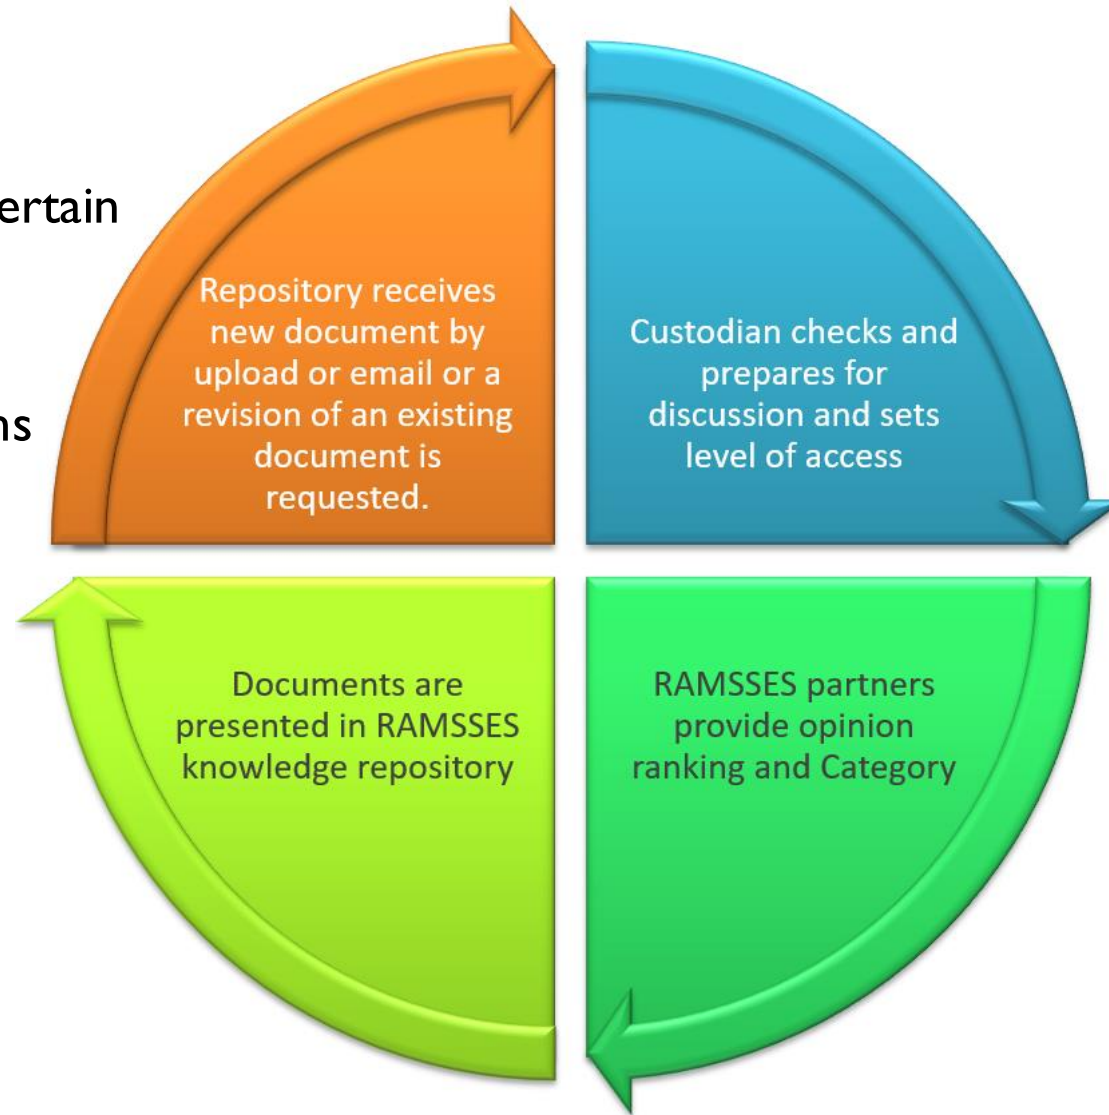 Repository receives
new document by
upload or email or a
revision of an existing
document is
requested.
Custodian checks and
prepares for
discussion and sets
level of access
RAMSSES partners
provide opinion
ranking and Category
Documents are
presented in RAMSSES
knowledge repository